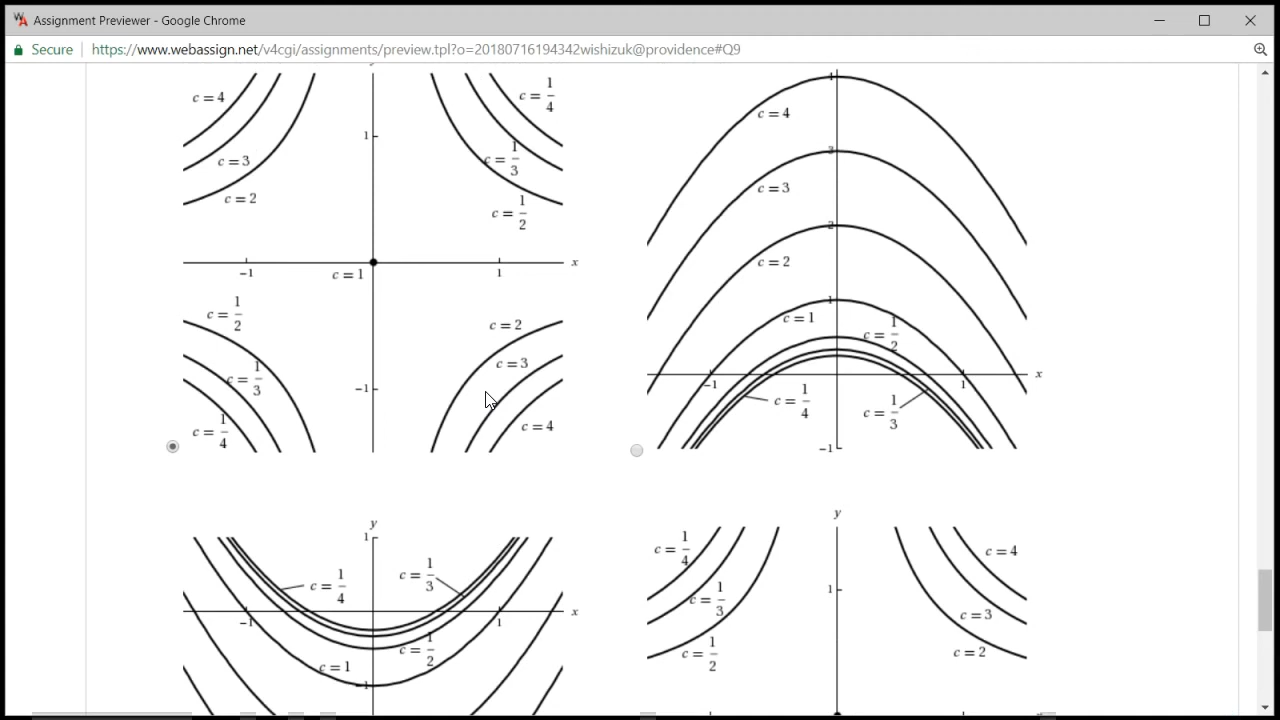 Assignment Previewer - Google Chrome
Secure https://www.webassign.net/v4cgi/assignments/preview.tpl?o=20180716194342wishizuk@providence#Q9
c = 4
c = 1/4
1
c = 3
c = 1/3
c = 2
c = 1/2
-1
c = 1
1
x
c = 1/2
c = 2
c = 1/3
c = 3
-1
c = 1/4
c = 4
4
c = 4
3
c = 3
2
c = 2
1
c = 1
c = 1/2
x
-1
1
c = 1/4
c = 1/3
-1
y
1
c = 1/4
c = 1/3
x
-1
1
c = 1/2
c = 1
-1
y
c = 1/4
c = 4
1
c = 1/3
c = 3
c = 1/2
c = 2